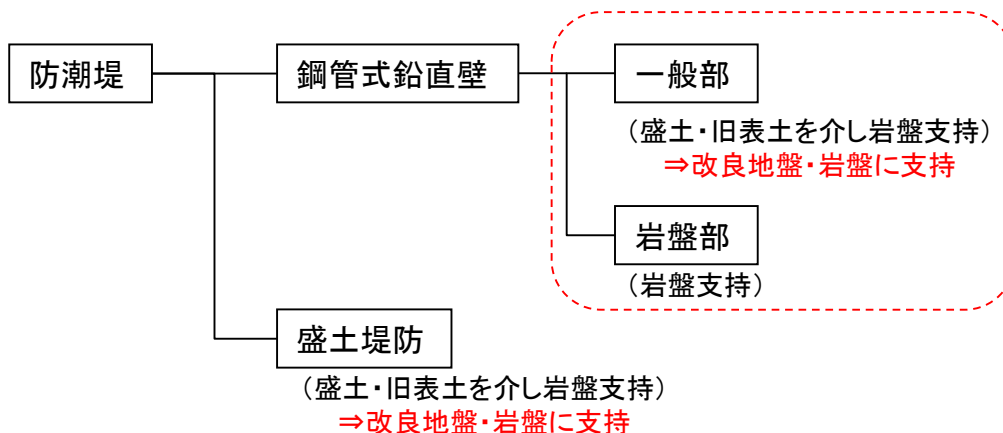 防潮堤
鋼管式鉛直壁
一般部
（盛土・旧表土を介し岩盤支持）
⇒改良地盤・岩盤に支持
岩盤部
（岩盤支持）
盛土堤防
（盛土・旧表土を介し岩盤支持）
⇒改良地盤・岩盤に支持